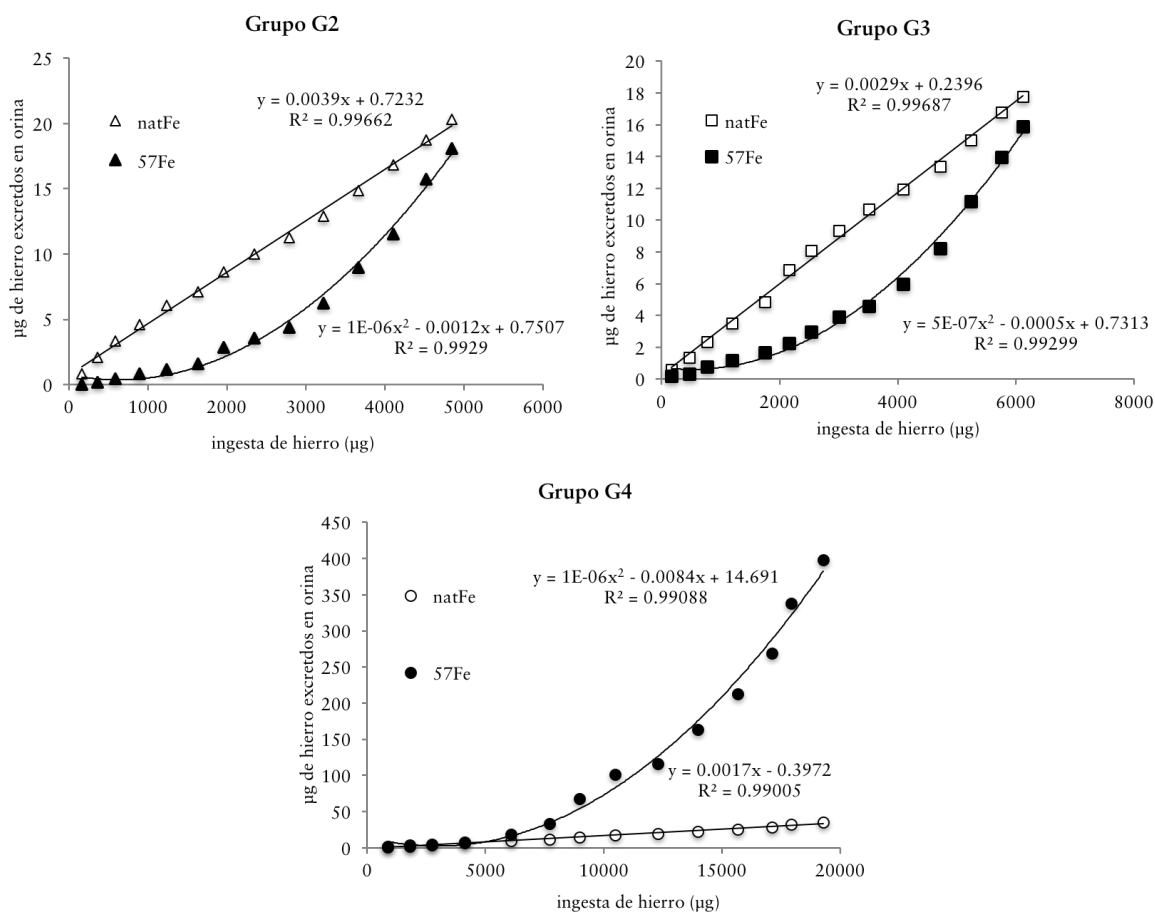 Grupo G2
µg de hierro excretdos en orina
25
20
15
10
5
0
0 1000 2000 3000 4000 5000 6000
ingesta de hierro (µg)
natFe
57Fe
y = 0.0039x + 0.7232
R² = 0.99662
y = 1E-06x² - 0.0012x + 0.7507
R² = 0.9929
Grupo G3
µg de hierro excretdos en orina
20
18
16
14
12
10
8
6
4
2
0
0 2000 4000 6000 8000
ingesta de hierro (µg)
natFe
57Fe
y = 0.0029x + 0.2396
R² = 0.99687
y = 5E-07x² - 0.0005x + 0.7313
R² = 0.99299
Grupo G4
µg de hierro excretdos en orina
450
400
350
300
250
200
150
100
50
0
0 5000 10000 15000 20000
ingesta de hierro (µg)
natFe
57Fe
y = 1E-06x² - 0.0084x + 14.691
R² = 0.99088
y = 0.0017x - 0.3972
R² = 0.99005